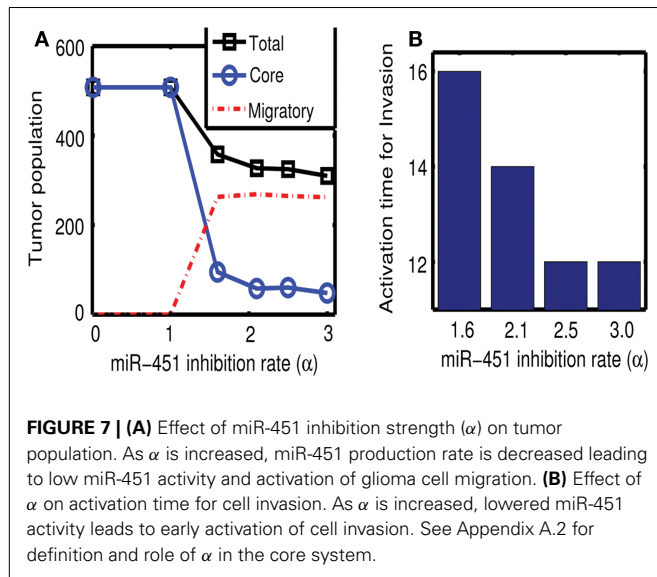 A
600
400
200
0
Tumor population
Total
Core
Migratory
0 1 2 3
miR−451 inhibition rate (α)
B
16
14
12
Activation time for Invasion
1.6 2.1 2.5 3.0
miR−451 inhibition rate (α)
FIGURE 7 | (A) Effect of miR-451 inhibition strength (α) on tumor
population. As α is increased, miR-451 production rate is decreased leading
to low miR-451 activity and activation of glioma cell migration. (B) Effect of
α on activation time for cell invasion. As α is increased, lowered miR-451
activity leads to early activation of cell invasion. See Appendix A.2 for
definition and role of α in the core system.